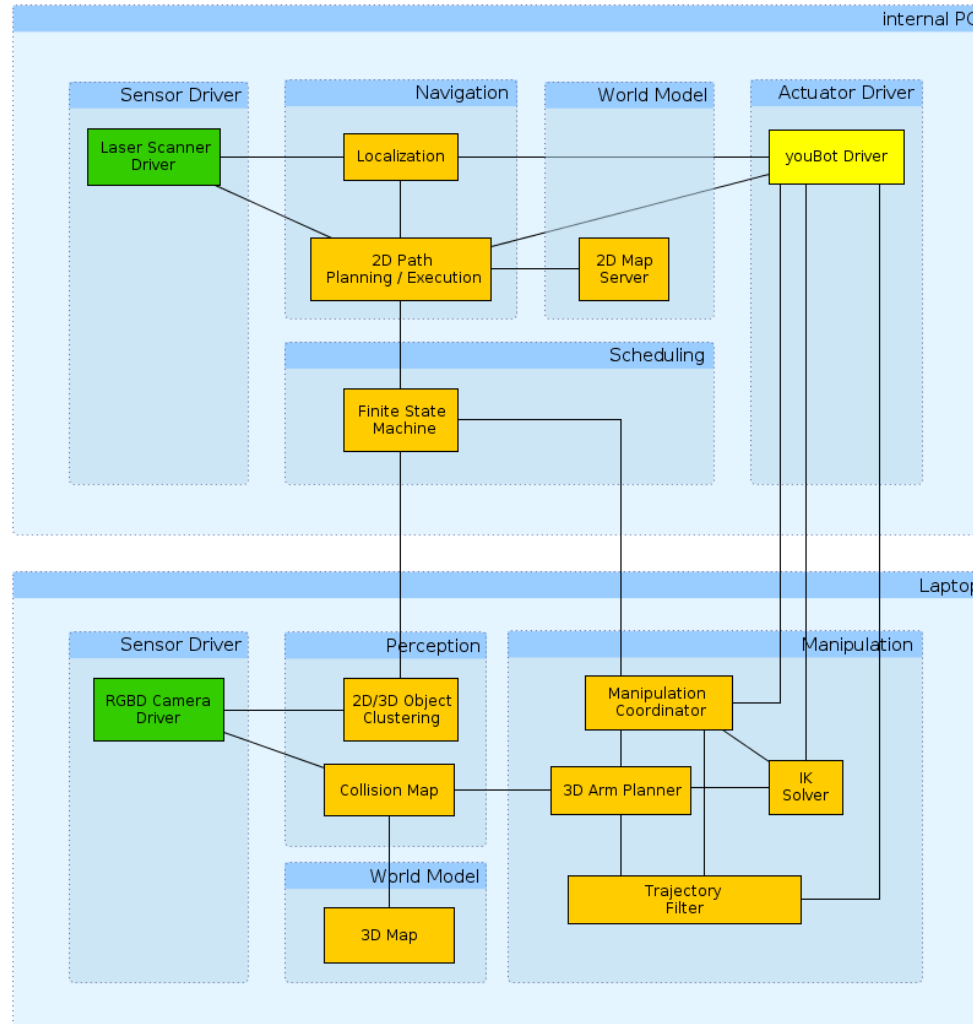 internal PC
Sensor Driver
Navigation
World Model
Actuator Driver
Laser Scanner
Driver
Localization
youBot Driver
2D Path
Planning / Execution
2D Map
Server
Scheduling
Finite State
Machine
Laptop
Sensor Driver
Perception
Manipulation
RGBD Camera
Driver
2D/3D Object
Clustering
Manipulation
Coordinator
Collision Map
3D Arm Planner
IK
Solver
World Model
Trajectory
Filter
3D Map